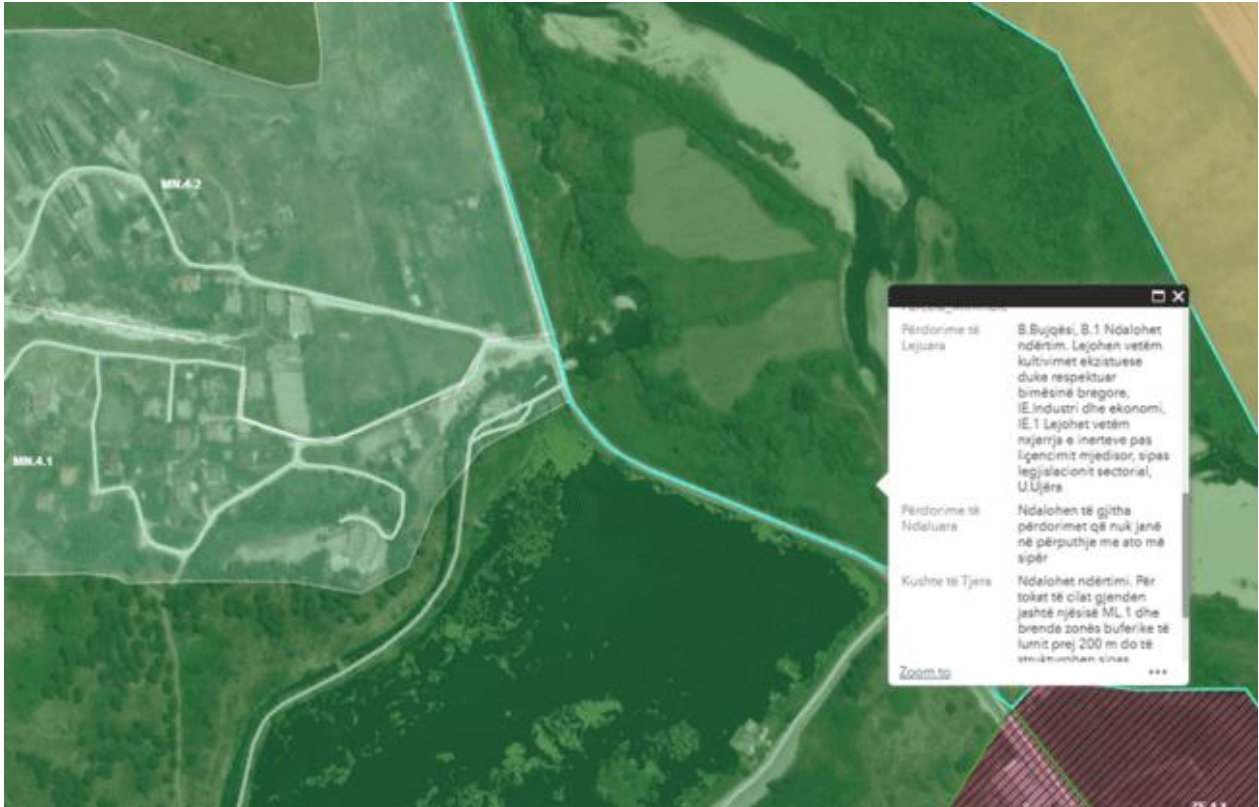 MN.4.2
MN.4.1
Përdorime të
Lejuara
B.Bujqësi, B.1 Ndalohet
ndërtim. Lejohen vetëm
kultivimet ekzistuese
duke respektuar
bimësinë bregore,
IE.Industri dhe ekonomi,
IE.1 Lejohet vetëm
nxjerrja e inerteve pas
liçencimit mjedisor, sipas
legjislacionit sectorial,
U.Ujëra
Përdorime të
Ndaluara
Ndalohen të gjitha
përdorimet që nuk janë
në përputhje me ato më
sipër
Kushte të Tjera
Ndalohet ndërtimi. Për
tokat të cilat gjenden
jashtë njësisë ML.1 dhe
brenda zonës buferike të
lumit prej 200 m do të
strukturohen sipas
Zoom to